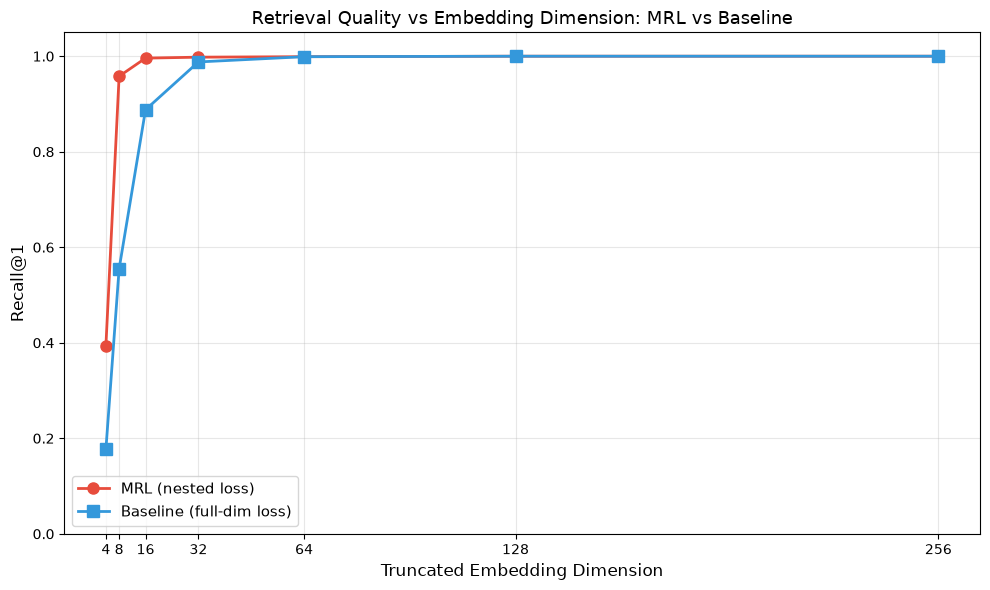 Retrieval Quality vs Embedding Dimension: MRL vs Baseline
1.0
0.8
0.6
0.4
0.2
0.0
Recall@1
MRL (nested loss)
Baseline (full-dim loss)
4 8 16 32 64 128 256
Truncated Embedding Dimension